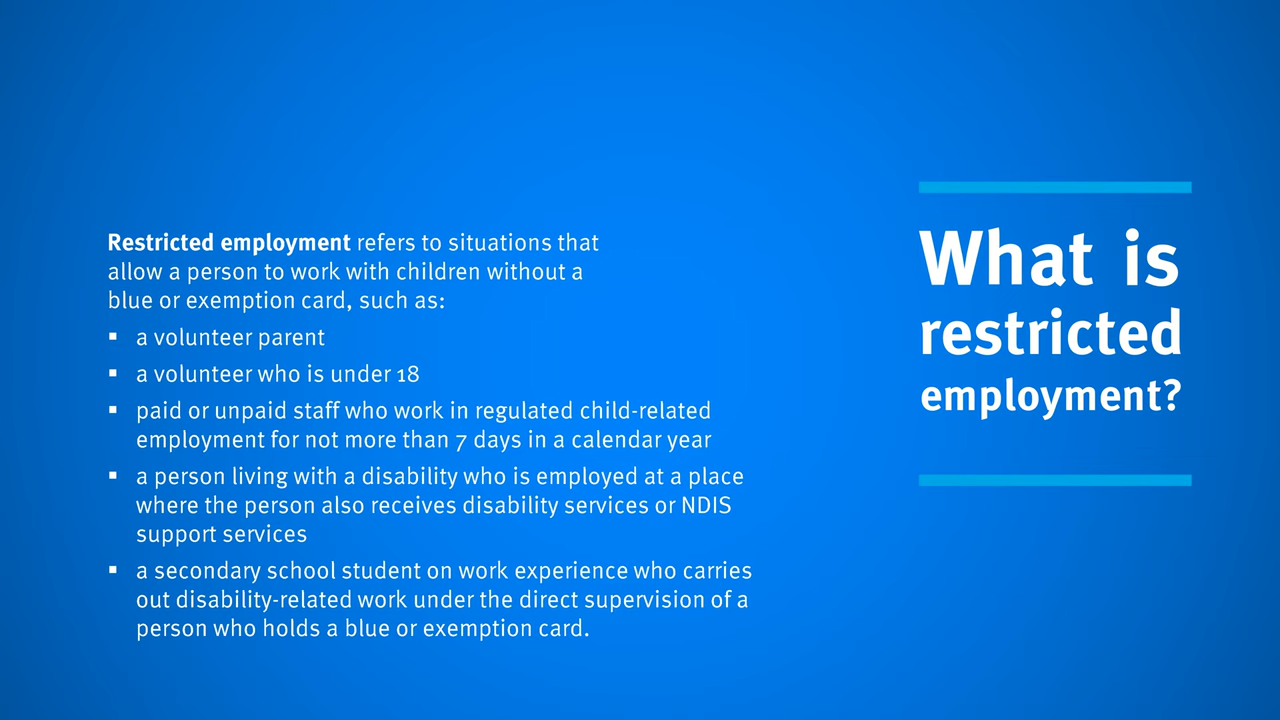 Restricted employment refers to situations that
allow a person to work with children without a
blue or exemption card, such as:
▪ a volunteer parent
▪ a volunteer who is under 18
▪ paid or unpaid staff who work in regulated child-related
employment for not more than 7 days in a calendar year
▪ a person living with a disability who is employed at a place
where the person also receives disability services or NDIS
support services
▪ a secondary school student on work experience who carries
out disability-related work under the direct supervision of a
person who holds a blue or exemption card.
What is
restricted
employment?